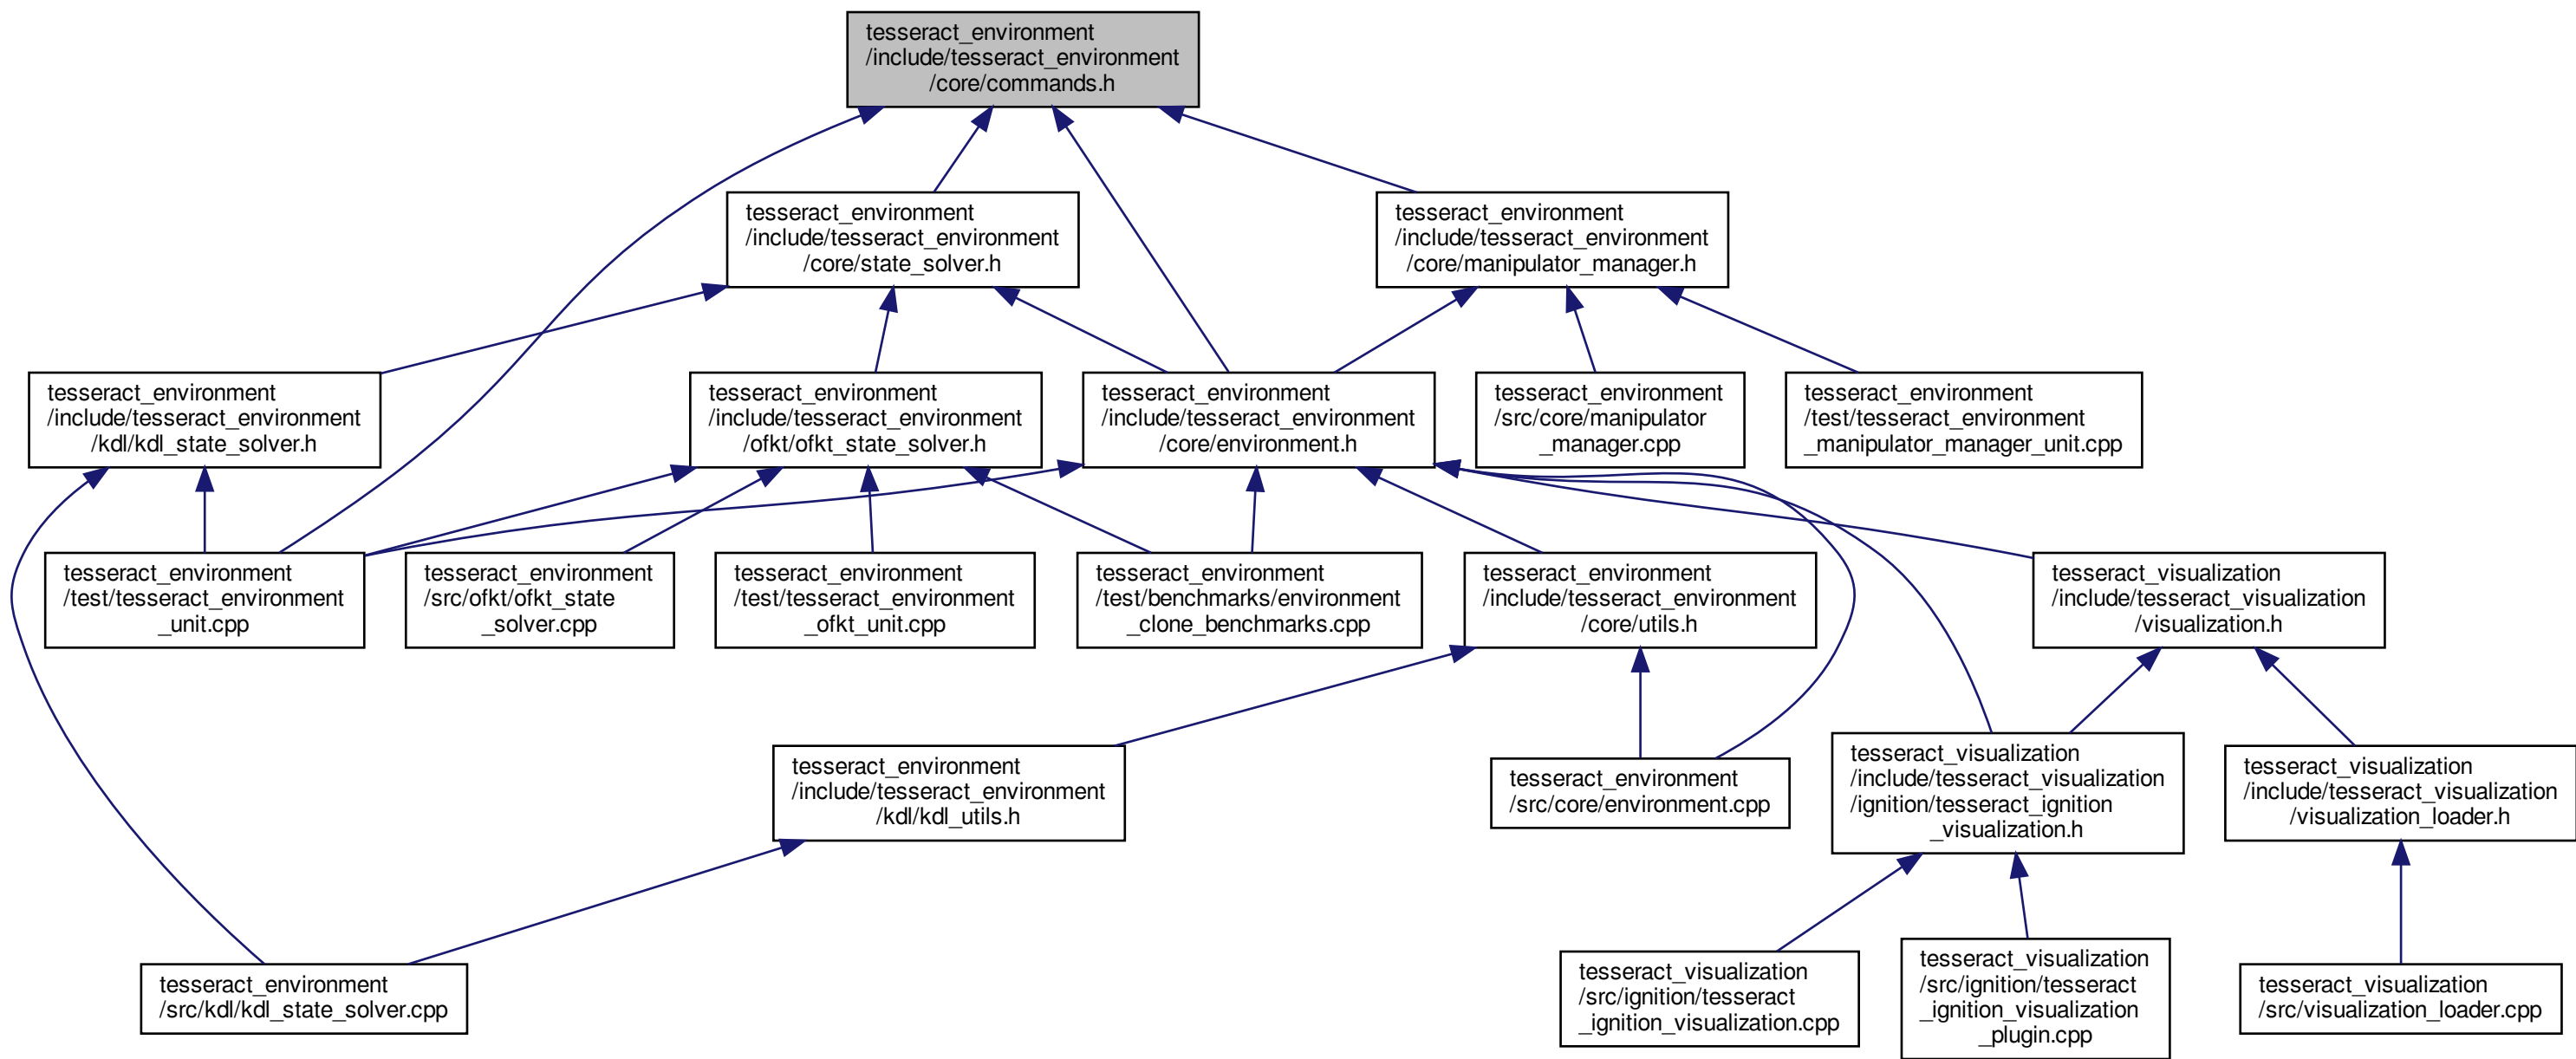 tesseract_environment
/include/tesseract_environment
/core/commands.h
tesseract_environment
/include/tesseract_environment
/core/state_solver.h
tesseract_environment
/include/tesseract_environment
/core/manipulator_manager.h
tesseract_environment
/include/tesseract_environment
/kdl/kdl_state_solver.h
tesseract_environment
/include/tesseract_environment
/ofkt/ofkt_state_solver.h
tesseract_environment
/include/tesseract_environment
/core/environment.h
tesseract_environment
/src/core/manipulator
_manager.cpp
tesseract_environment
/test/tesseract_environment
_manipulator_manager_unit.cpp
tesseract_environment
/test/tesseract_environment
_unit.cpp
tesseract_environment
/src/ofkt/ofkt_state
_solver.cpp
tesseract_environment
/test/tesseract_environment
_ofkt_unit.cpp
tesseract_environment
/test/benchmarks/environment
_clone_benchmarks.cpp
tesseract_environment
/include/tesseract_environment
/core/utils.h
tesseract_visualization
/include/tesseract_visualization
/visualization.h
tesseract_environment
/include/tesseract_environment
/kdl/kdl_utils.h
tesseract_environment
/src/core/environment.cpp
tesseract_visualization
/include/tesseract_visualization
/ignition/tesseract_ignition
_visualization.h
tesseract_visualization
/include/tesseract_visualization
/visualization_loader.h
tesseract_environment
/src/kdl/kdl_state_solver.cpp
tesseract_visualization
/src/ignition/tesseract
_ignition_visualization.cpp
tesseract_visualization
/src/ignition/tesseract
_ignition_visualization
_plugin.cpp
tesseract_visualization
/src/visualization_loader.cpp